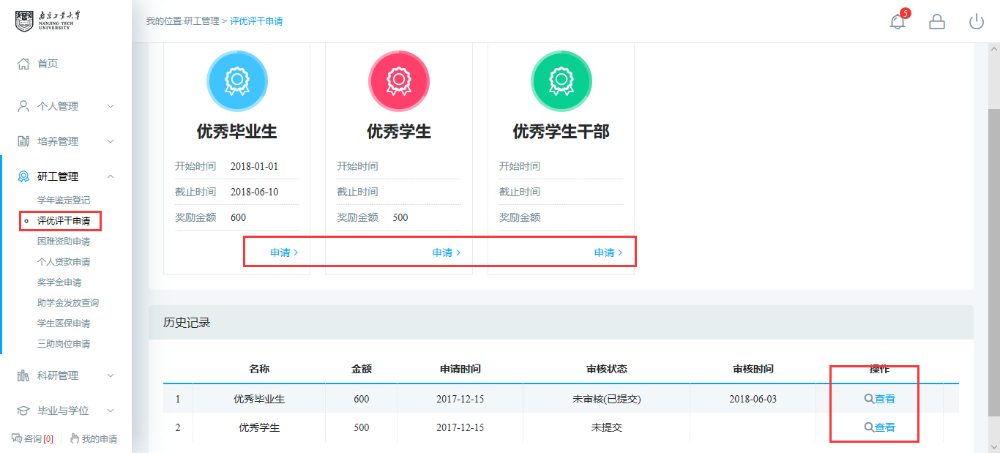 南京工业大学
NANJING TECH
UNIVERSITY
首页
个人管理
培养管理
研工管理
学年鉴定登记
评优评干申请
困难资助申请
个人贷款申请
奖学金申请
助学金发放查询
学生医保申请
三助岗位申请
科研管理
毕业与学位
咨询[0] 我的申请
我的位置:研工管理 > 评优评干申请
5
优秀毕业生
开始时间 2018-01-01
截止时间 2018-06-10
奖励金额 600
申请 >
优秀学生
开始时间
截止时间
奖励金额 500
申请 >
优秀学生干部
开始时间
截止时间
奖励金额
申请 >
历史记录
名称 金额 申请时间 审核状态 审核时间 操作
1 优秀毕业生 600 2017-12-15 未审核(已提交) 2018-06-03 查看
2 优秀学生 500 2017-12-15 未提交 查看